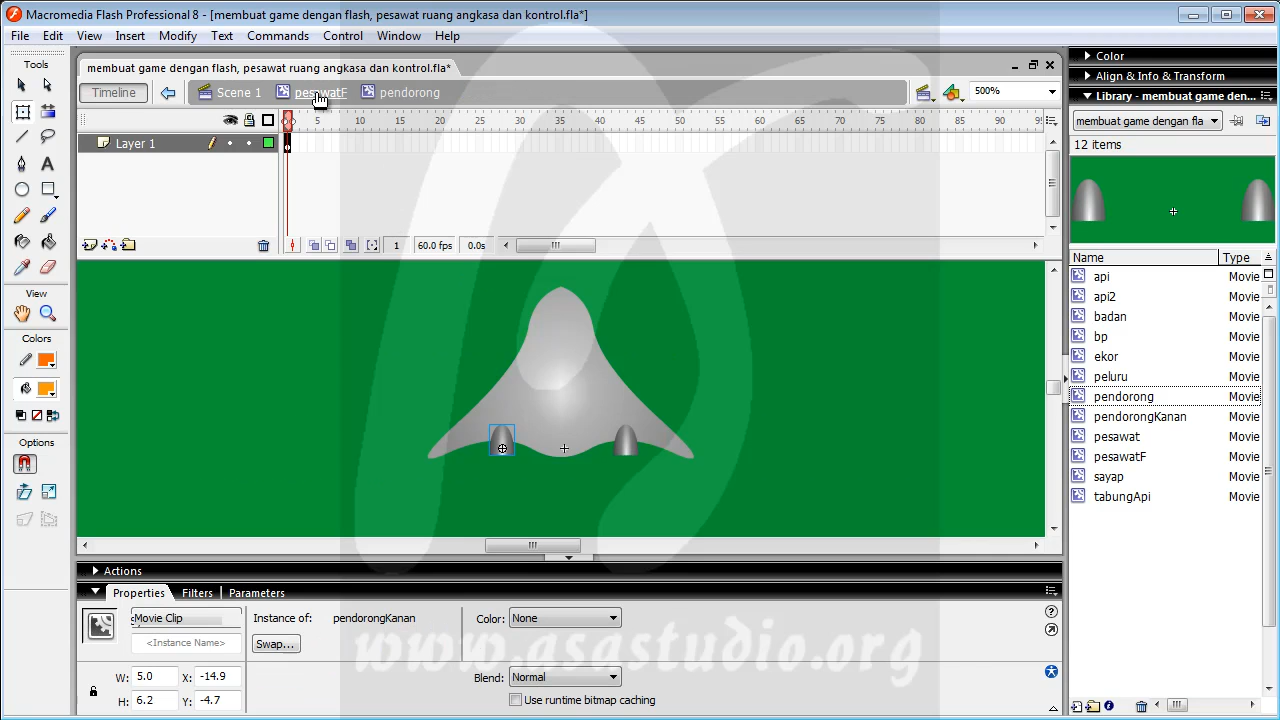 Macromedia Flash Professional 8 - [membuat game dengan flash, pesawat ruang angkasa dan kontrol.fla*]
File Edit View Insert Modify Text Commands Control Window Help
Tools
View
Colors
Options
membuat game dengan flash, pesawat ruang angkasa dan kontrol.fla*
Timeline
Scene 1
pesawatF
pendorong
500%
5 10 15 20 25 30 35 40 45 50 55 60 65 70 75 80 85 90 95
Layer 1
1 60.0 fps 0.0s
Actions
Properties Filters Parameters
Movie Clip
<Instance Name>
Instance of: pendorongKanan
Swap...
Color: None
Blend: Normal
Use runtime bitmap caching
W: 5.0 X: -14.9
H: 6.2 Y: -4.7
www.asastudio.org
Color
Align & Info & Transform
Library - membuat game den...
membuat game dengan fla
12 items
Name Type
api Movie
api2 Movie
badan Movie
bp Movie
ekor Movie
peluru Movie
pendorong Movie
pendorongKanan Movie
pesawat Movie
pesawatF Movie
sayap Movie
tabungApi Movie